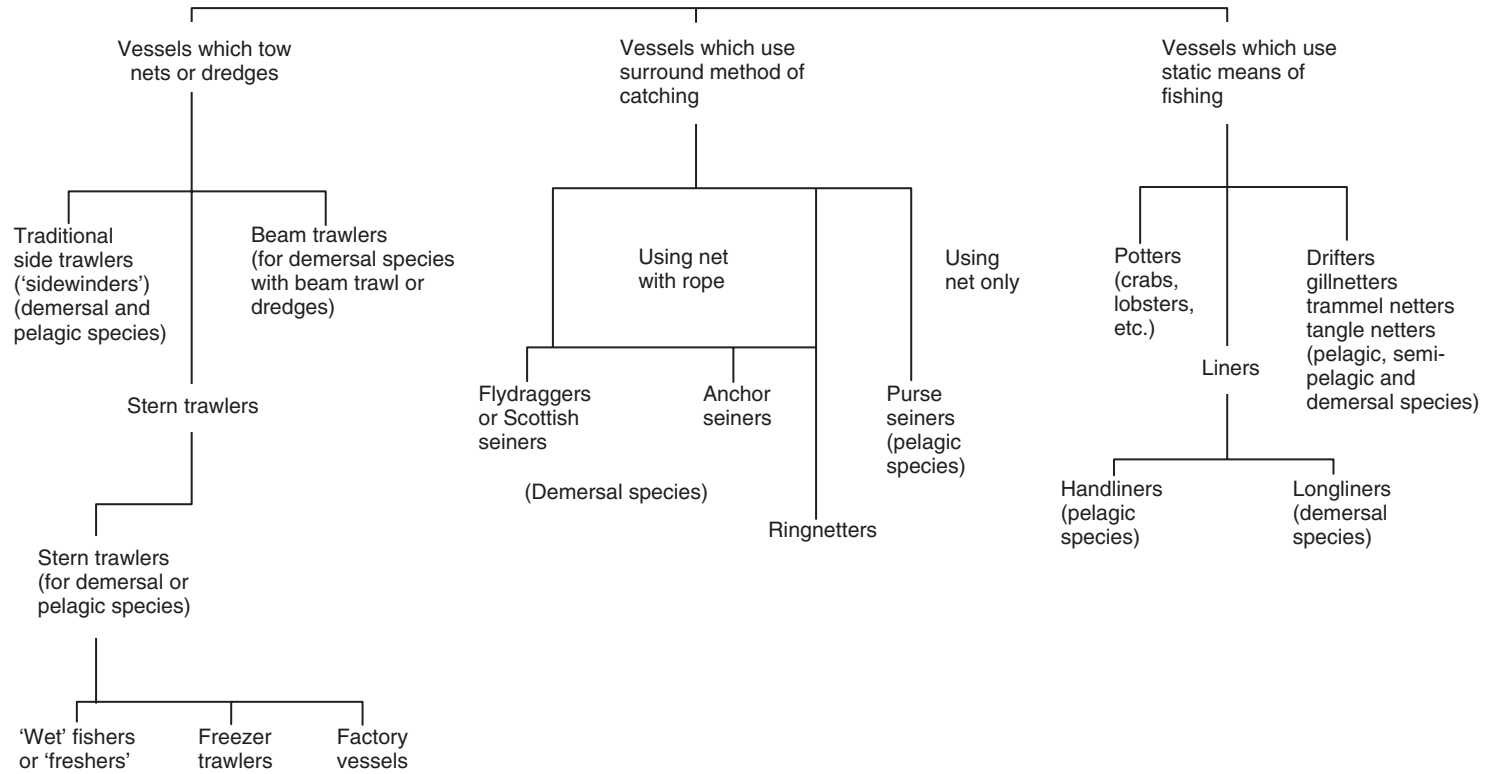 Vessels which tow
nets or dredges
Vessels which use
surround method of
catching
Vessels which use
static means of
fishing
Traditional
side trawlers
(‘sidewinders’)
(demersal and
pelagic species)
Beam trawlers
(for demersal species
with beam trawl or
dredges)
Using net
with rope
Using
net only
Potters
(crabs,
lobsters,
etc.)
Drifters
gillnetters
trammel netters
tangle netters
(pelagic, semi-
pelagic and
demersal species)
Liners
Stern trawlers
Flydraggers
or Scottish
seiners
Anchor
seiners
Purse
seiners
(pelagic
species)
(Demersal species)
Ringnetters
Handliners
(pelagic
species)
Longliners
(demersal
species)
Stern trawlers
(for demersal or
pelagic species)
‘Wet’ fishers
or ‘freshers’
Freezer
trawlers
Factory
vessels